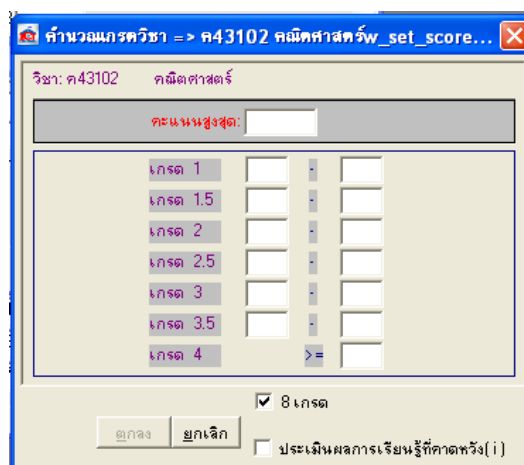 คำนวณเกรดวิชา => ค43102 คณิตศาสตร์w_set_score...
วิชา: ค43102 คณิตศาสตร์
คะแนนสูงสุด:
เกรด 1 -
เกรด 1.5 -
เกรด 2 -
เกรด 2.5 -
เกรด 3 -
เกรด 3.5 -
เกรด 4 >=
8 เกรด
ตกลง ยกเลิก
ประเมินผลการเรียนรู้ที่คาดหวัง(i)